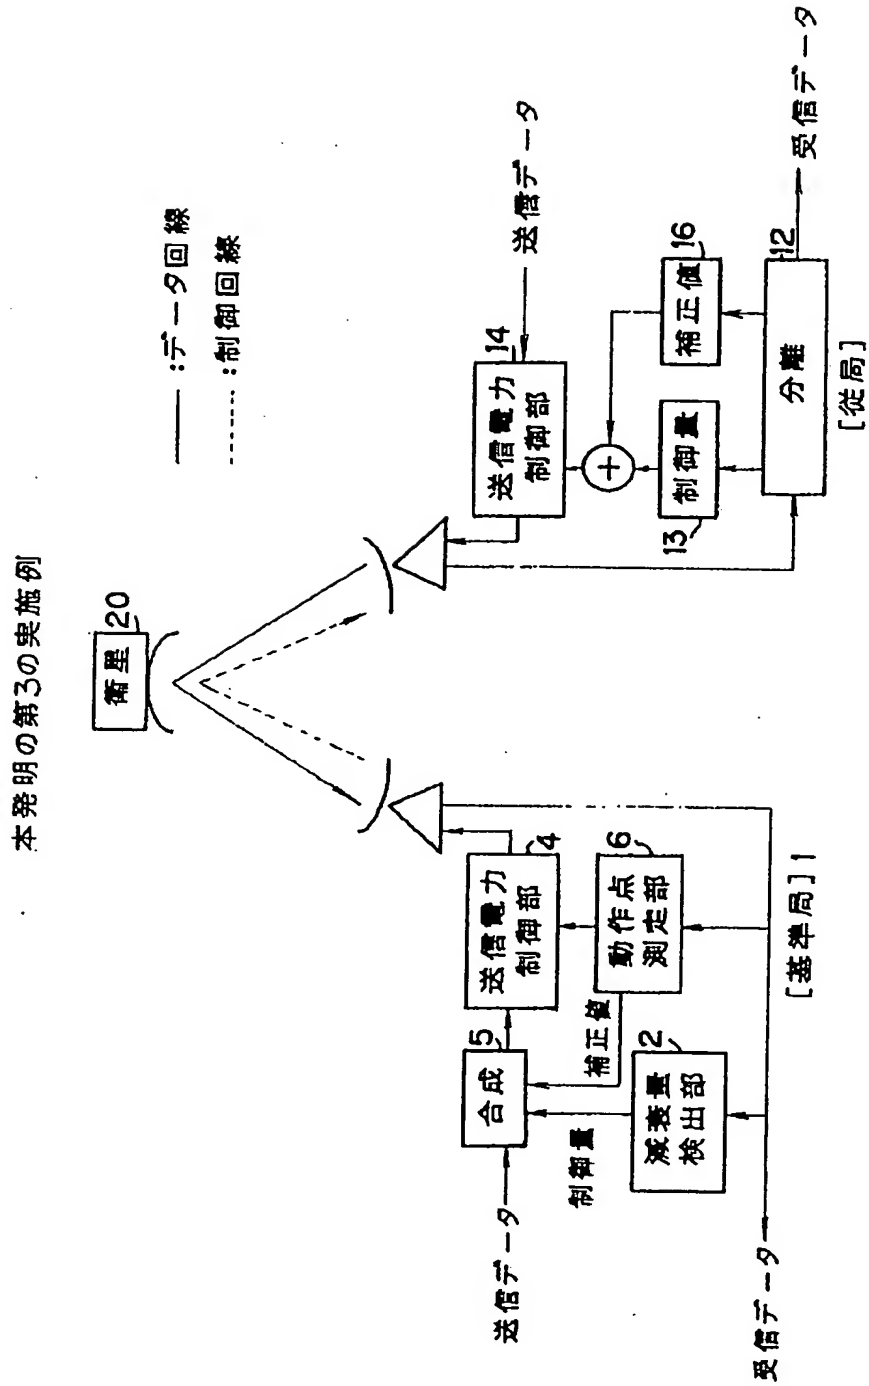 本発明の第3の実施例
衛星
20
——:データ回線
-----:制御回線
送信データ
合成
5
送信電力
制御部
4
補正値
動作点
測定部
6
制御量
減衰量
検出部
2
受信データ
[基準局]1
送信電力
制御部
14
送信データ
+
制御量
13
補正値
16
分離
12
受信データ
[従局]